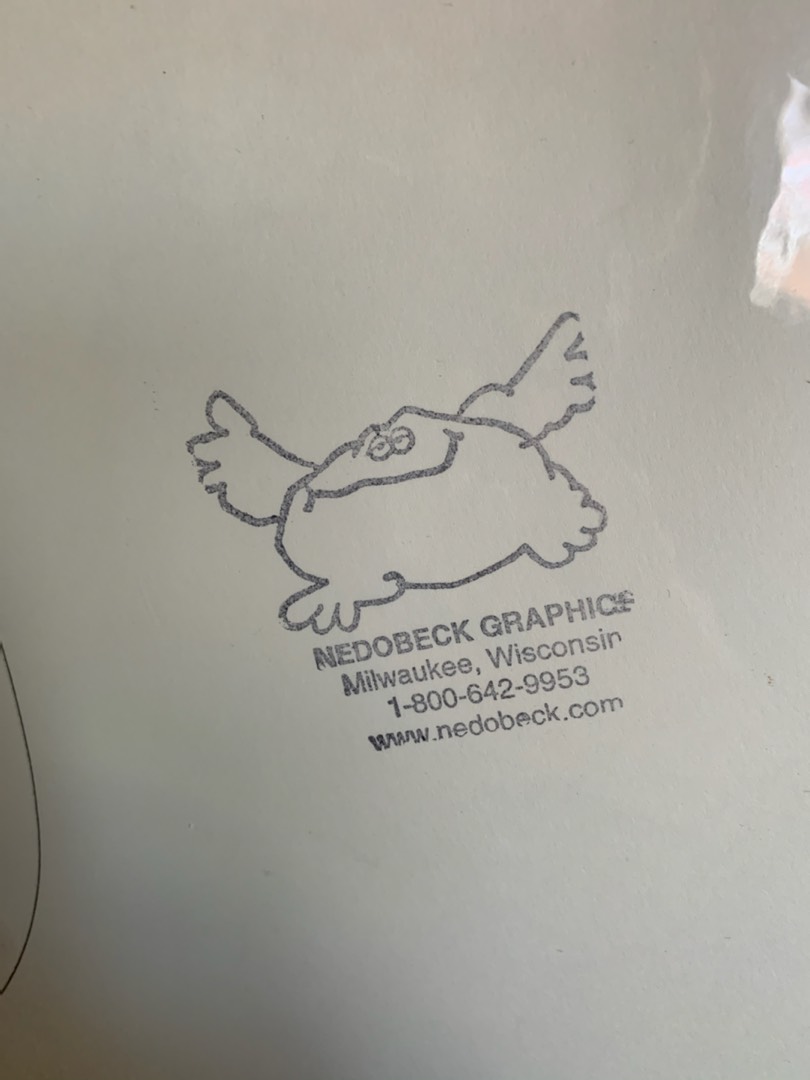 NEDOBECK GRAPHICS
Milwaukee, Wisconsin
1-800-642-9953
www.nedobeck.com